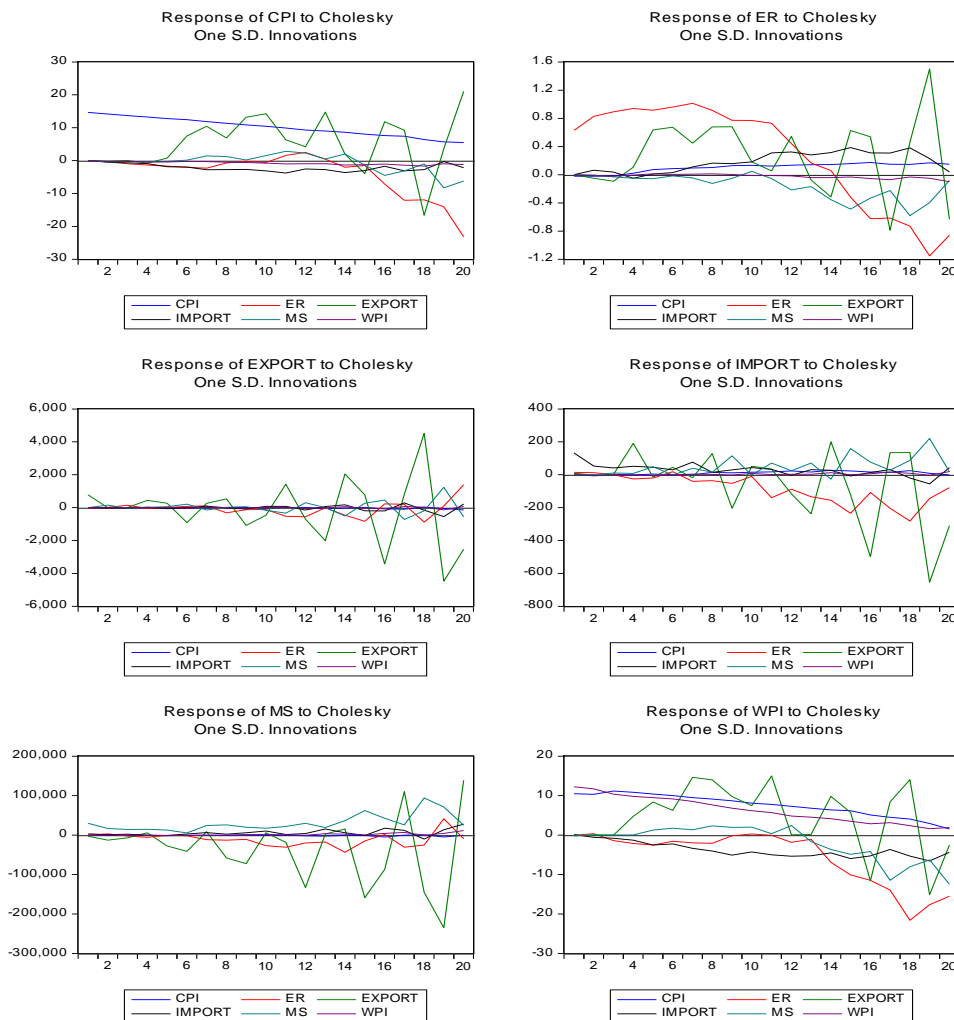 Response of CPI to Cholesky
One S.D. Innovations
30
20
10
0
-10
-20
-30
2 4 6 8 10 12 14 16 18 20
CPI ER EXPORT
IMPORT MS WPI
Response of ER to Cholesky
One S.D. Innovations
1.6
1.2
0.8
0.4
0.0
-0.4
-0.8
-1.2
2 4 6 8 10 12 14 16 18 20
CPI ER EXPORT
IMPORT MS WPI
Response of EXPORT to Cholesky
One S.D. Innovations
6,000
4,000
2,000
0
-2,000
-4,000
-6,000
2 4 6 8 10 12 14 16 18 20
CPI ER EXPORT
IMPORT MS WPI
Response of IMPORT to Cholesky
One S.D. Innovations
400
200
0
-200
-400
-600
-800
2 4 6 8 10 12 14 16 18 20
CPI ER EXPORT
IMPORT MS WPI
Response of MS to Cholesky
One S.D. Innovations
200,000
100,000
0
-100,000
-200,000
-300,000
2 4 6 8 10 12 14 16 18 20
CPI ER EXPORT
IMPORT MS WPI
Response of WPI to Cholesky
One S.D. Innovations
20
10
0
-10
-20
-30
2 4 6 8 10 12 14 16 18 20
CPI ER EXPORT
IMPORT MS WPI